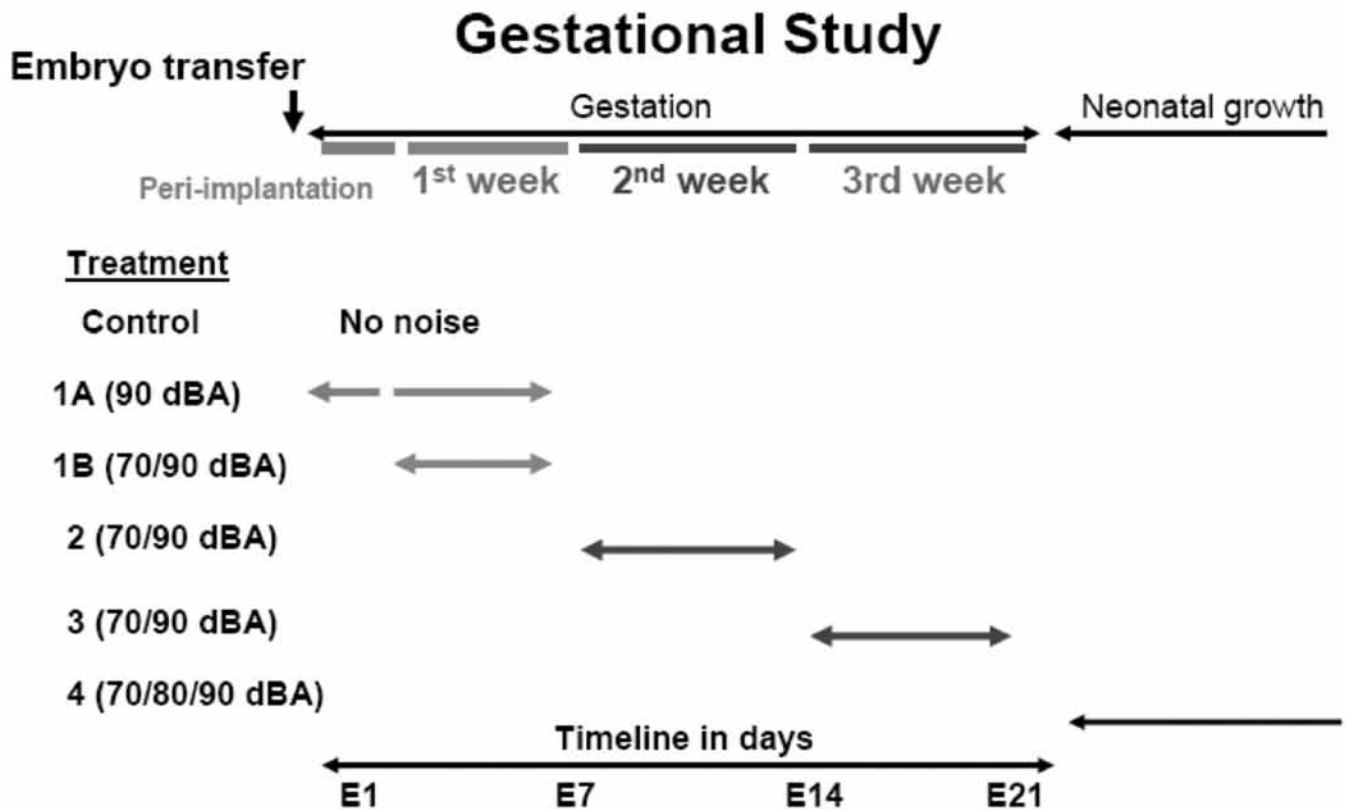 Gestational Study
Embryo transfer
Gestation
Neonatal growth
Peri-implantation
1st week
2nd week
3rd week
Treatment
Control No noise
1A (90 dBA)
1B (70/90 dBA)
2 (70/90 dBA)
3 (70/90 dBA)
4 (70/80/90 dBA)
Timeline in days
E1 E7 E14 E21